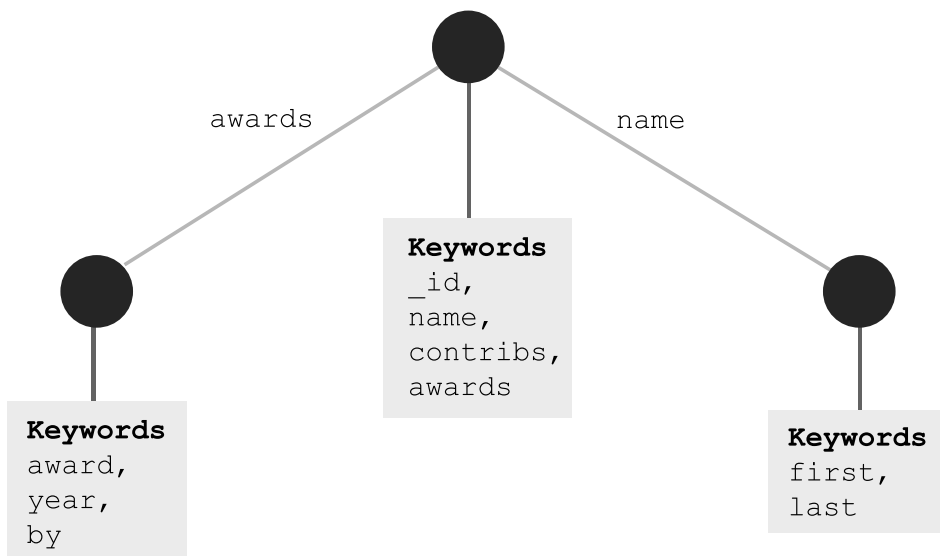 awards
name
Keywords
_id,
name,
contribs,
awards
Keywords
award,
year,
by
Keywords
first,
last